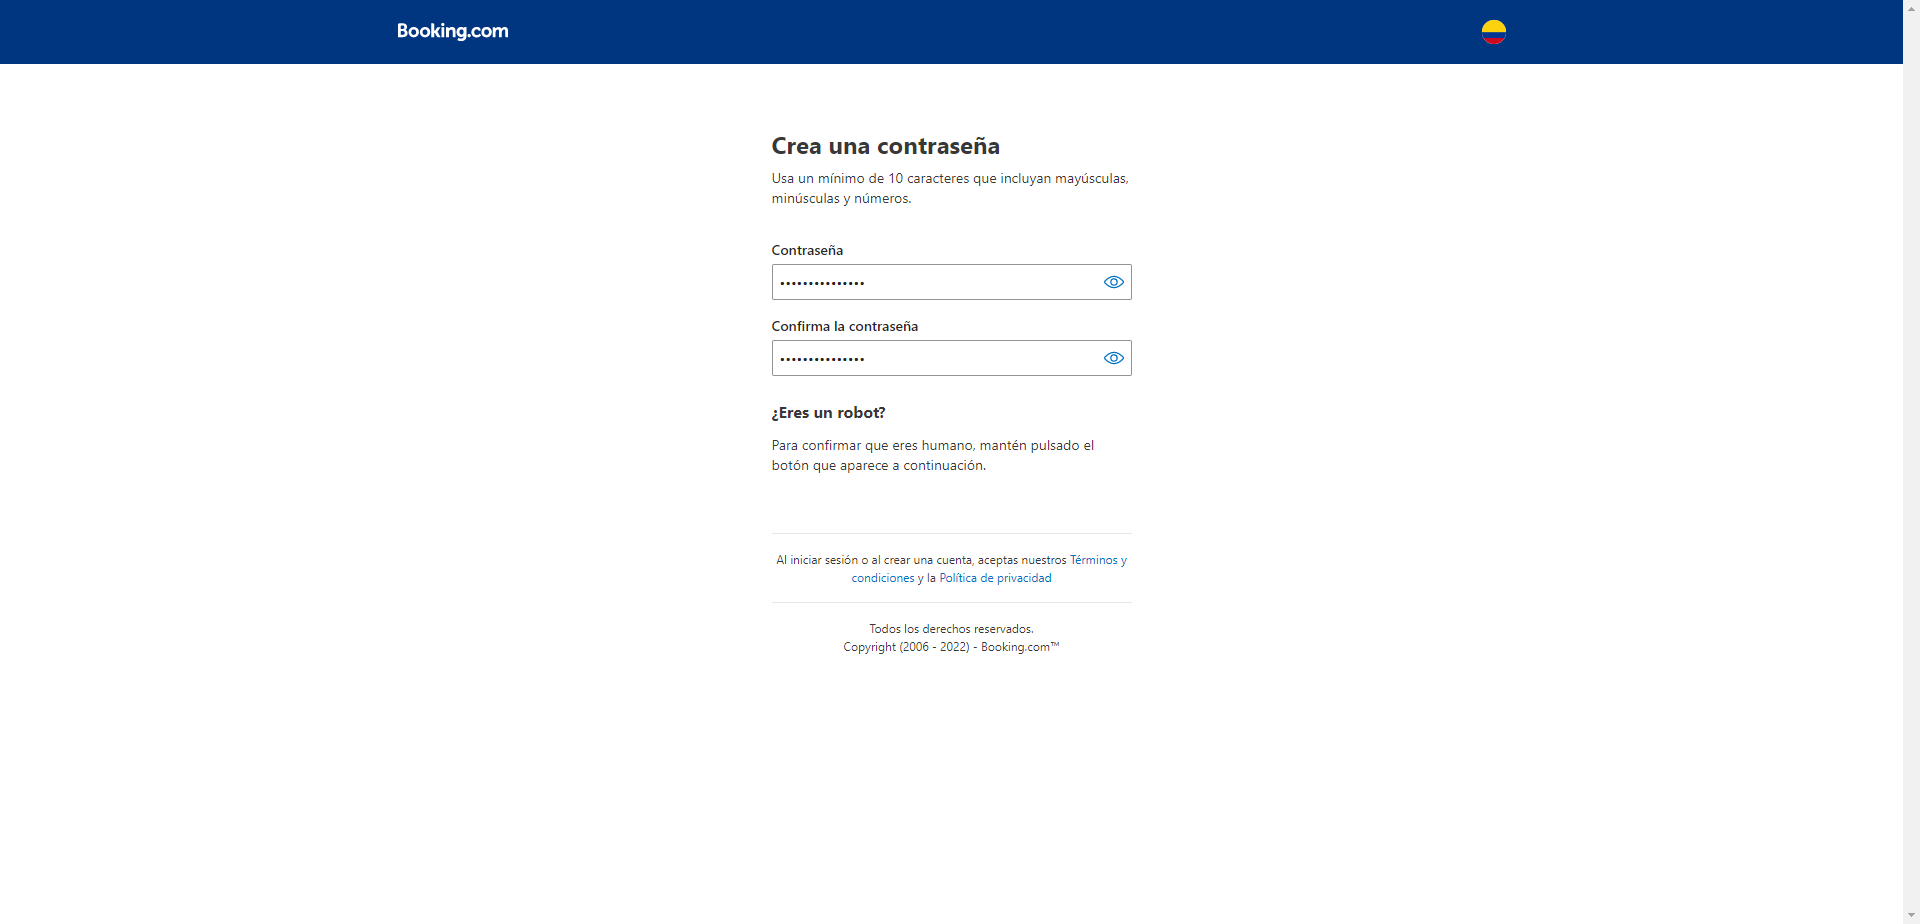 Booking.com
Crea una contraseña
Usa un mínimo de 10 caracteres que incluyan mayúsculas,
minúsculas y números.
Contraseña
•••••••••••••••
Confirma la contraseña
•••••••••••••••
¿Eres un robot?
Para confirmar que eres humano, mantén pulsado el
botón que aparece a continuación.
Al iniciar sesión o al crear una cuenta, aceptas nuestros Términos y
condiciones y la Política de privacidad
Todos los derechos reservados.
Copyright (2006 - 2022) - Booking.com™